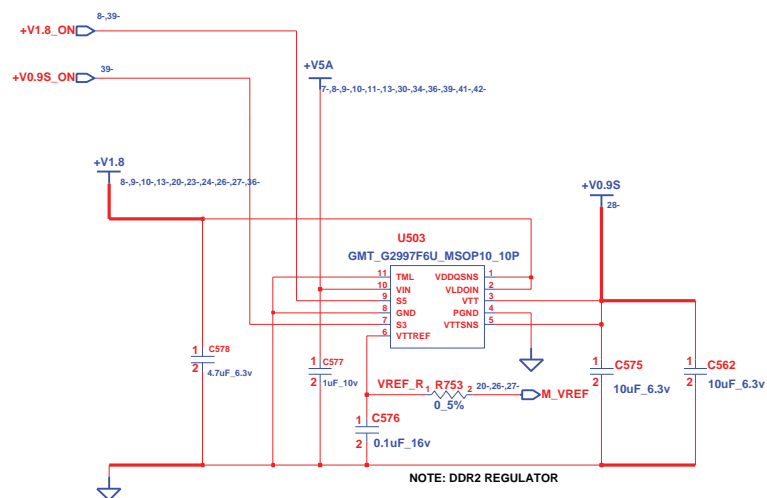 8-,39-
+V1.8_ON
39-
+V0.9S_ON
+V5A
7-,8-,9-,10-,11-,13-,30-,34-,36-,39-,41-,42-
+V1.8
8-,9-,10-,13-,20-,23-,24-,26-,27-,36-
+V0.9S
28-
U503
GMT_G2997F6U_MSOP10_10P
11 TML VDDQSNS 1
10 VIN VLDOIN 2
9 S5 VTT 3
8 GND PGND 4
7 S3 VTTSNS 5
6 VTTREF
1 C578
2 4.7uF_6.3v
1 C577
2 1uF_10v
VREF_R 1 R753 2 20-,26-,27- M_VREF
0_5%
1 C576
2 0.1uF_16v
1 C575
2 10uF_6.3v
1 C562
2 10uF_6.3v
NOTE: DDR2 REGULATOR